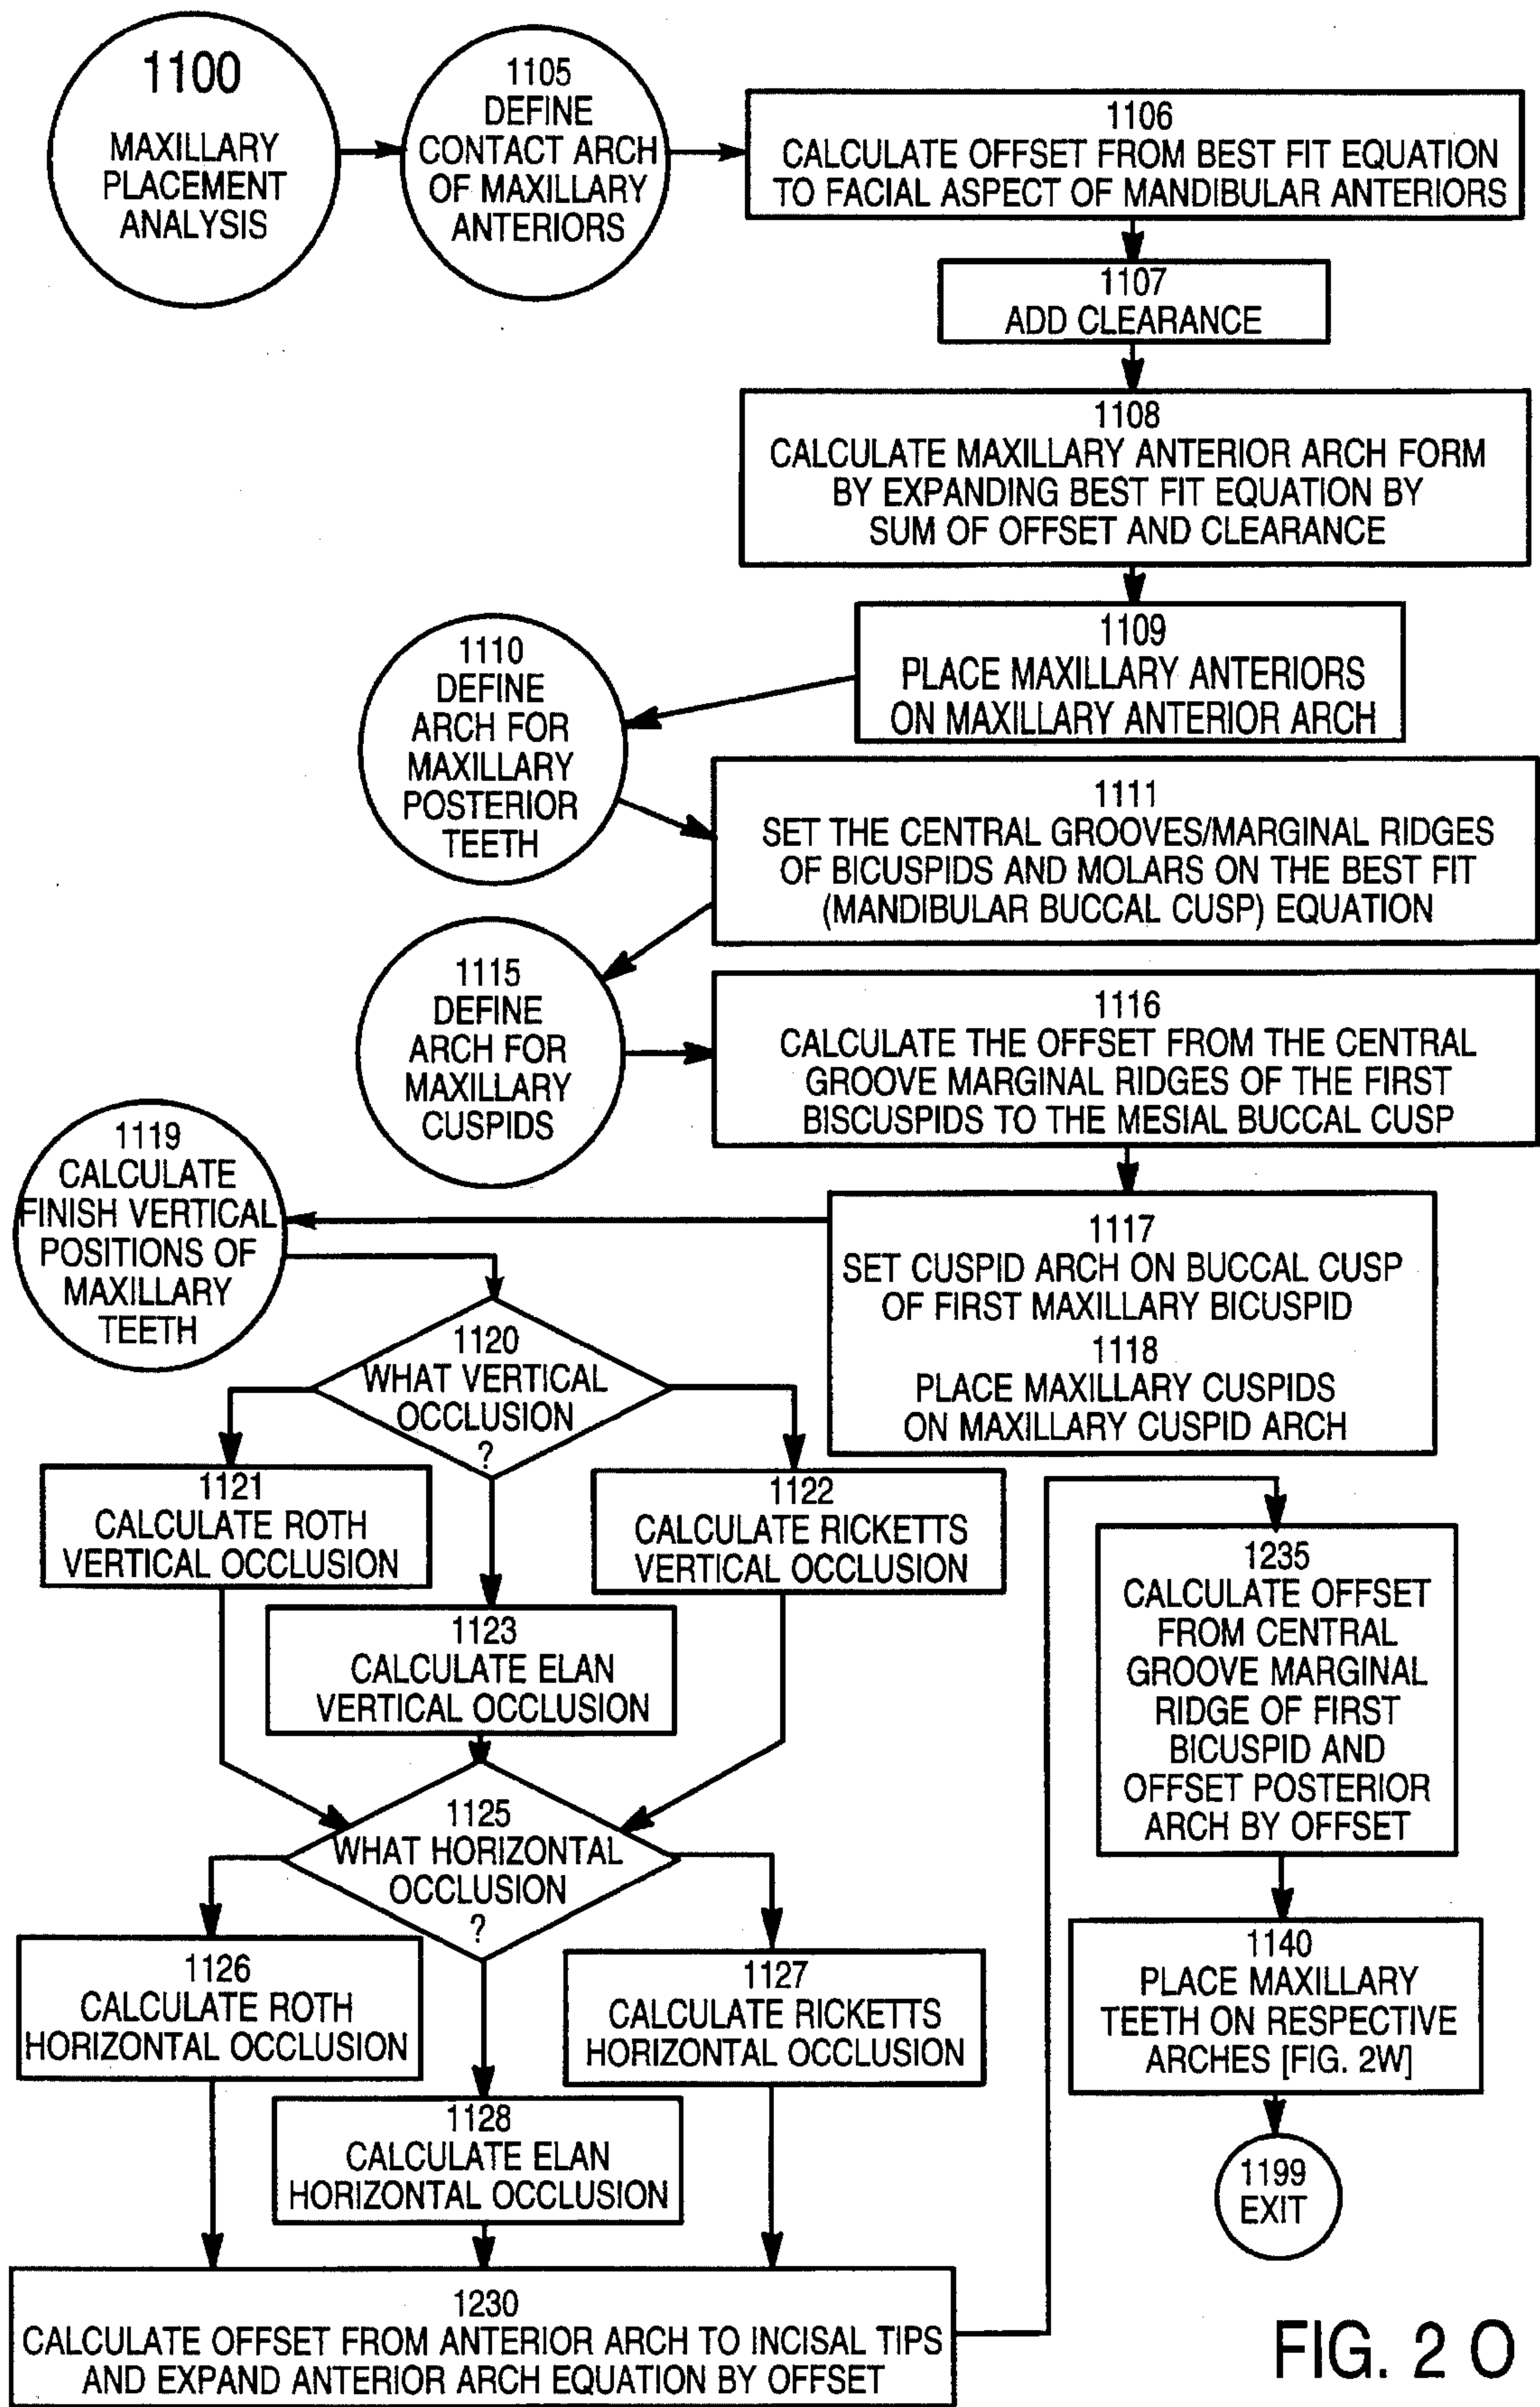 1100
MAXILLARY
PLACEMENT
ANALYSIS
1105
DEFINE
CONTACT ARCH
OF MAXILLARY
ANTERIORS
1106
CALCULATE OFFSET FROM BEST FIT EQUATION
TO FACIAL ASPECT OF MANDIBULAR ANTERIORS
1107
ADD CLEARANCE
1108
CALCULATE MAXILLARY ANTERIOR ARCH FORM
BY EXPANDING BEST FIT EQUATION BY
SUM OF OFFSET AND CLEARANCE
1109
PLACE MAXILLARY ANTERIORS
ON MAXILLARY ANTERIOR ARCH
1110
DEFINE
ARCH FOR
MAXILLARY
POSTERIOR
TEETH
1111
SET THE CENTRAL GROOVES/MARGINAL RIDGES
OF BICUSPIDS AND MOLARS ON THE BEST FIT
(MANDIBULAR BUCCAL CUSP) EQUATION
1115
DEFINE
ARCH FOR
MAXILLARY
CUSPIDS
1116
CALCULATE THE OFFSET FROM THE CENTRAL
GROOVE MARGINAL RIDGES OF THE FIRST
BISCUSPIDS TO THE MESIAL BUCCAL CUSP
1117
SET CUSPID ARCH ON BUCCAL CUSP
OF FIRST MAXILLARY BICUSPID
1118
PLACE MAXILLARY CUSPIDS
ON MAXILLARY CUSPID ARCH
1119
CALCULATE
FINISH VERTICAL
POSITIONS OF
MAXILLARY
TEETH
1120
WHAT VERTICAL
OCCLUSION
?
1121
CALCULATE ROTH
VERTICAL OCCLUSION
1122
CALCULATE RICKETTS
VERTICAL OCCLUSION
1123
CALCULATE ELAN
VERTICAL OCCLUSION
1125
WHAT HORIZONTAL
OCCLUSION
?
1126
CALCULATE ROTH
HORIZONTAL OCCLUSION
1127
CALCULATE RICKETTS
HORIZONTAL OCCLUSION
1128
CALCULATE ELAN
HORIZONTAL OCCLUSION
1230
CALCULATE OFFSET FROM ANTERIOR ARCH TO INCISAL TIPS
AND EXPAND ANTERIOR ARCH EQUATION BY OFFSET
1235
CALCULATE OFFSET
FROM CENTRAL
GROOVE MARGINAL
RIDGE OF FIRST
BICUSPID AND
OFFSET POSTERIOR
ARCH BY OFFSET
1140
PLACE MAXILLARY
TEETH ON RESPECTIVE
ARCHES [FIG. 2W]
1199
EXIT
FIG. 2 O